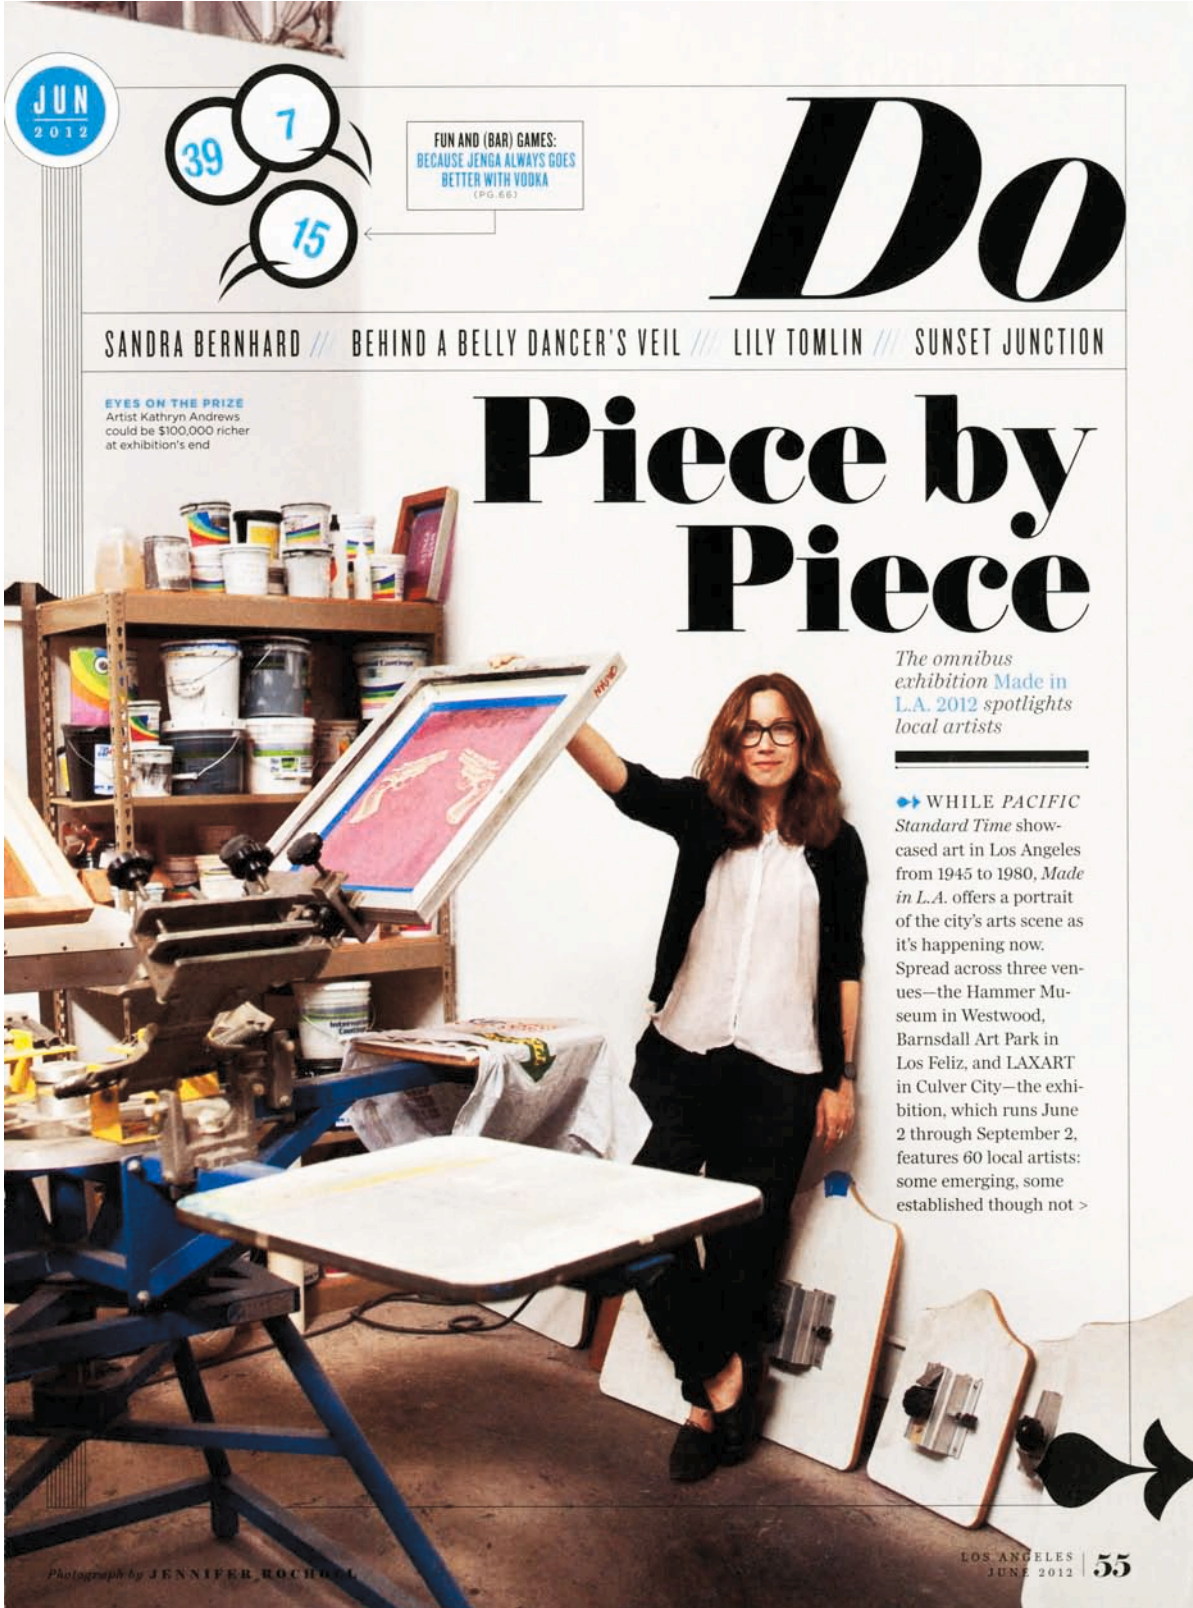 JUN
2012
39
7
15
FUN AND (BAR) GAMES:
BECAUSE JENGA ALWAYS GOES
BETTER WITH VODKA
(PG.66)
Do
SANDRA BERNHARD /// BEHIND A BELLY DANCER'S VEIL /// LILY TOMLIN /// SUNSET JUNCTION
EYES ON THE PRIZE
Artist Kathryn Andrews
could be $100,000 richer
at exhibition's end
Piece by
Piece
The omnibus
exhibition Made in
L.A. 2012 spotlights
local artists
WHILE PACIFIC
Standard Time show-
cased art in Los Angeles
from 1945 to 1980, Made
in L.A. offers a portrait
of the city's arts scene as
it's happening now.
Spread across three ven-
ues—the Hammer Mu-
seum in Westwood,
Barnsdall Art Park in
Los Feliz, and LAXART
in Culver City—the exhi-
bition, which runs June
2 through September 2,
features 60 local artists:
some emerging, some
established though not >
Photograph by JENNIFER
LOS ANGELES
JUNE 2012
55